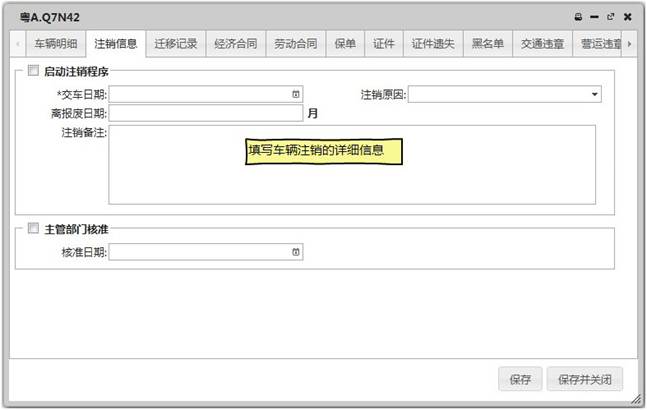 粤A.Q7N42
车辆明细 注销信息 迁移记录 经济合同 劳动合同 保单 证件 证件遗失 黑名单 交通违章 营运违章
启动注销程序
*交车日期: 注销原因:
离报废日期: 月
注销备注:
填写车辆注销的详细信息
主管部门核准
核准日期:
保存 保存并关闭